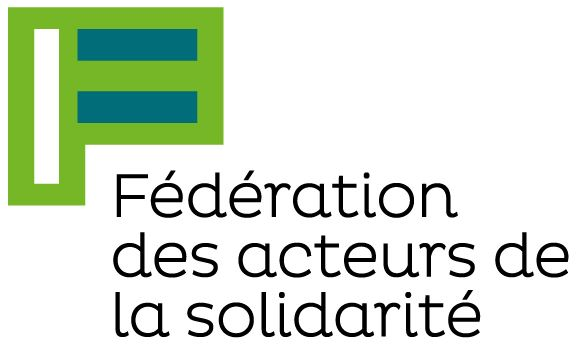 Fédération
des acteurs de
la solidarité